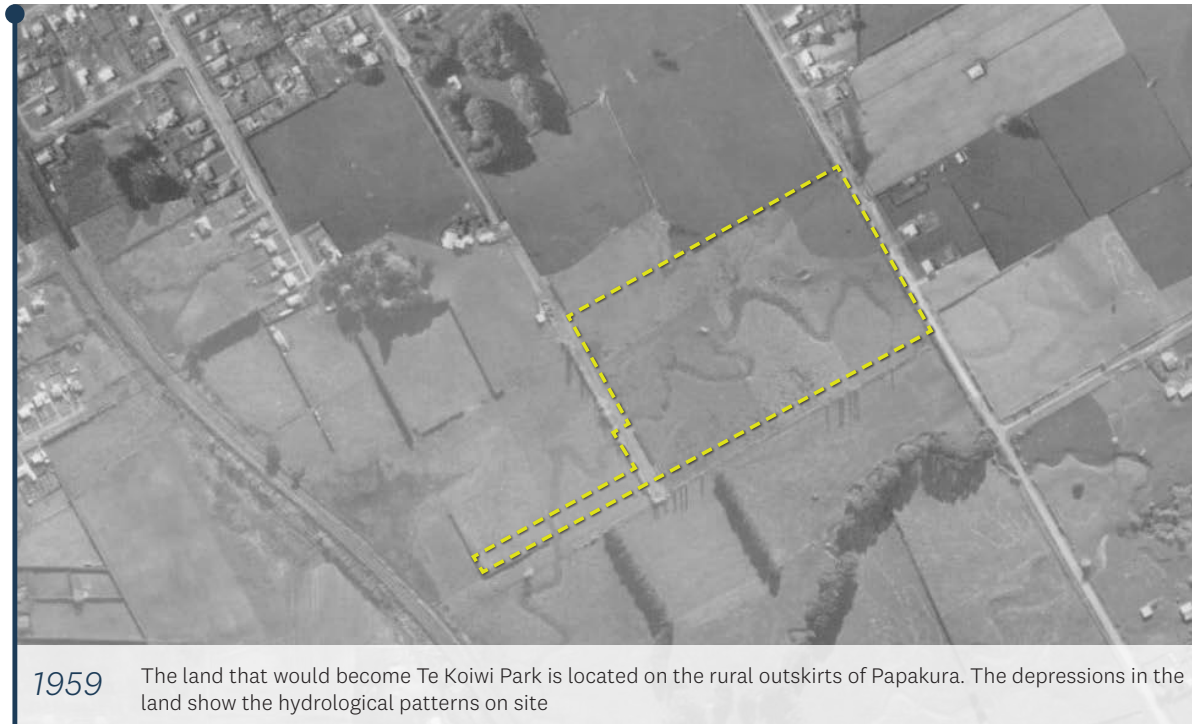 1959
The land that would become Te Koiwi Park is located on the rural outskirts of Papakura. The depressions in the
land show the hydrological patterns on site